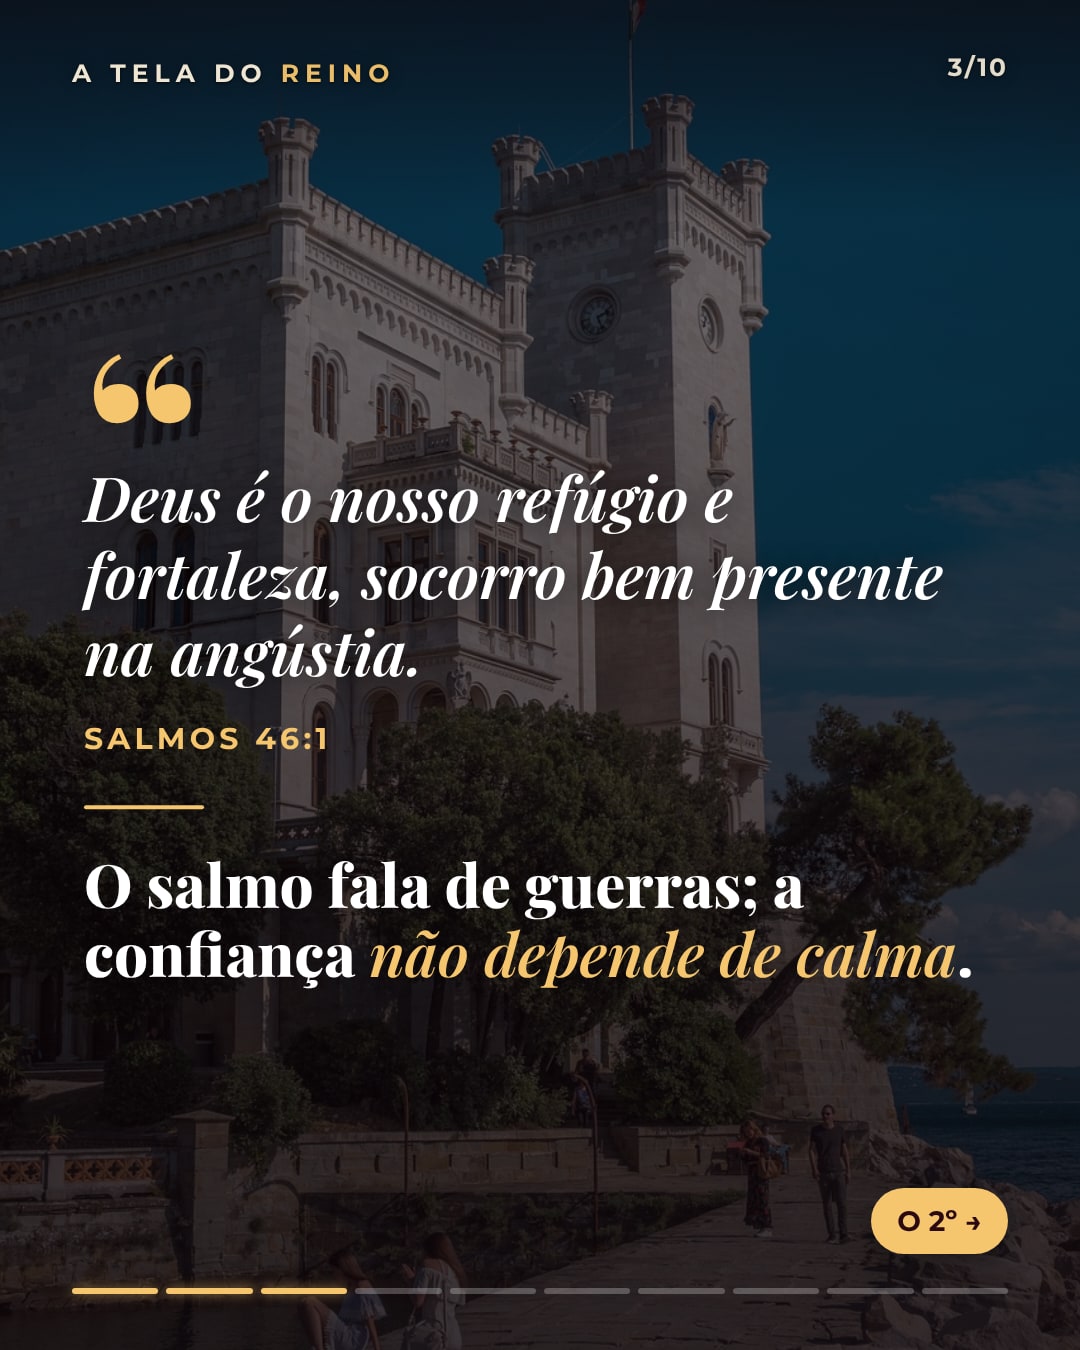 A TELA DO REINO
3/10
“
Deus é o nosso refúgio e
fortaleza, socorro bem presente
na angústia.
SALMOS 46:1
O salmo fala de guerras; a
confiança não depende de calma.
O 2º →